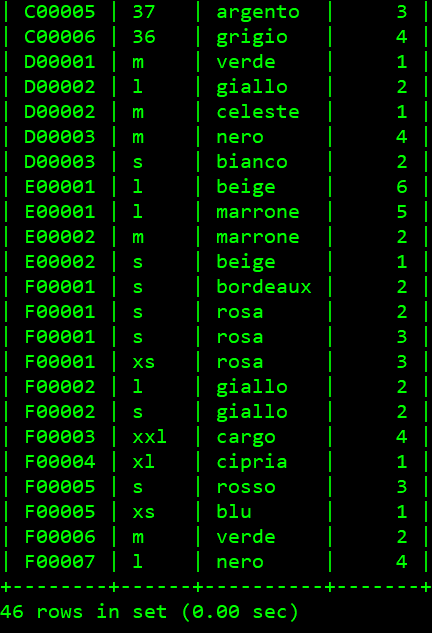 | C00005 | 37   | argento  |     3 |
| C00006 | 36   | grigio   |     4 |
| D00001 | m    | verde    |     1 |
| D00002 | l    | giallo   |     2 |
| D00002 | m    | celeste  |     1 |
| D00003 | m    | nero     |     4 |
| D00003 | s    | bianco   |     2 |
| E00001 | l    | beige    |     6 |
| E00001 | l    | marrone  |     5 |
| E00002 | m    | marrone  |     2 |
| E00002 | s    | beige    |     1 |
| F00001 | s    | bordeaux |     2 |
| F00001 | s    | rosa     |     2 |
| F00001 | s    | rosa     |     3 |
| F00001 | xs   | rosa     |     3 |
| F00002 | l    | giallo   |     2 |
| F00002 | s    | giallo   |     2 |
| F00003 | xxl  | cargo    |     4 |
| F00004 | xl   | cipria   |     1 |
| F00005 | s    | rosso    |     3 |
| F00005 | xs   | blu      |     1 |
| F00006 | m    | verde    |     2 |
| F00007 | l    | nero     |     4 |
+--------+------+----------+-------+
46 rows in set (0.00 sec)